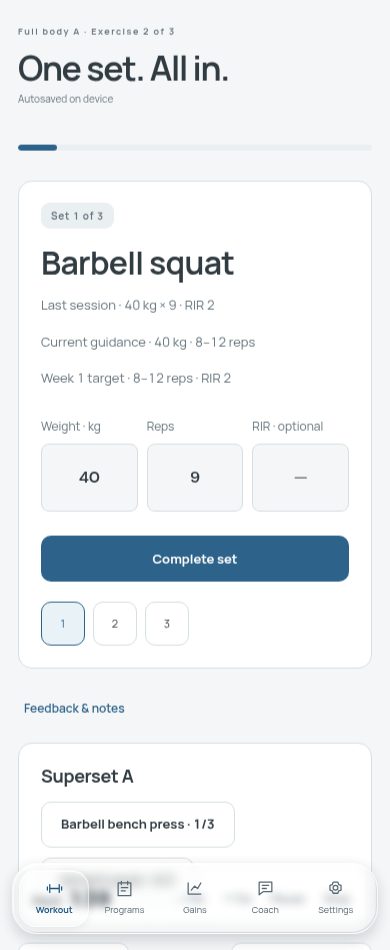 Full body A · Exercise 2 of 3
One set. All in.
Autosaved on device
Set 1 of 3
Barbell squat
Last session · 40 kg × 9 · RIR 2
Current guidance · 40 kg · 8–12 reps
Week 1 target · 8–12 reps · RIR 2
Weight · kg Reps RIR · optional
40 9 —
Complete set
1 2 3
Feedback & notes
Superset A
Barbell bench press · 1/3
Workout Programs Gains Coach Settings